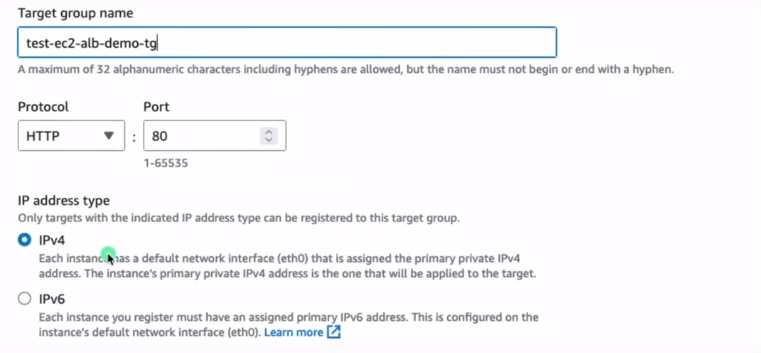 Target group name
test-ec2-alb-demo-tg
A maximum of 32 alphanumeric characters including hyphens are allowed, but the name must not begin or end with a hyphen.
Protocol Port
HTTP : 80
1-65535
IP address type
Only targets with the indicated IP address type can be registered to this target group.
IPv4
Each instance has a default network interface (eth0) that is assigned the primary private IPv4
address. The instance's primary private IPv4 address is the one that will be applied to the target.
IPv6
Each instance you register must have an assigned primary IPv6 address. This is configured on the
instance's default network interface (eth0). Learn more